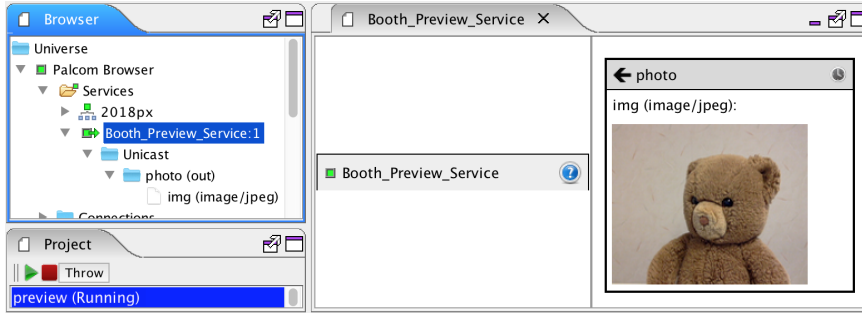 Browser
Universe
Palcom Browser
Services
2018px
Booth_Preview_Service:1
Unicast
photo (out)
img (image/jpeg)
Connections
Project
Throw
preview (Running)
Booth_Preview_Service X
Booth_Preview_Service ?
photo
img (image/jpeg):